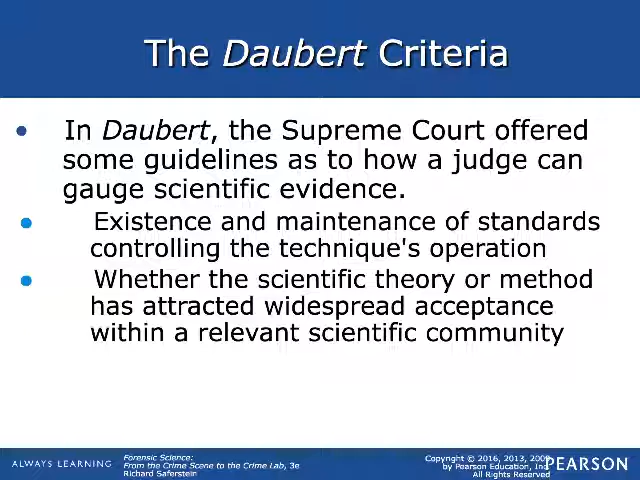 The Daubert Criteria
• In Daubert, the Supreme Court offered
some guidelines as to how a judge can
gauge scientific evidence.
• Existence and maintenance of standards
controlling the technique's operation
• Whether the scientific theory or method
has attracted widespread acceptance
within a relevant scientific community
ALWAYS LEARNING
Forensic Science:
From the Crime Scene to the Crime Lab, 3e
Richard Saferstein
Copyright © 2016, 2013, 2009
by Pearson Education, Inc.
All Rights Reserved
PEARSON